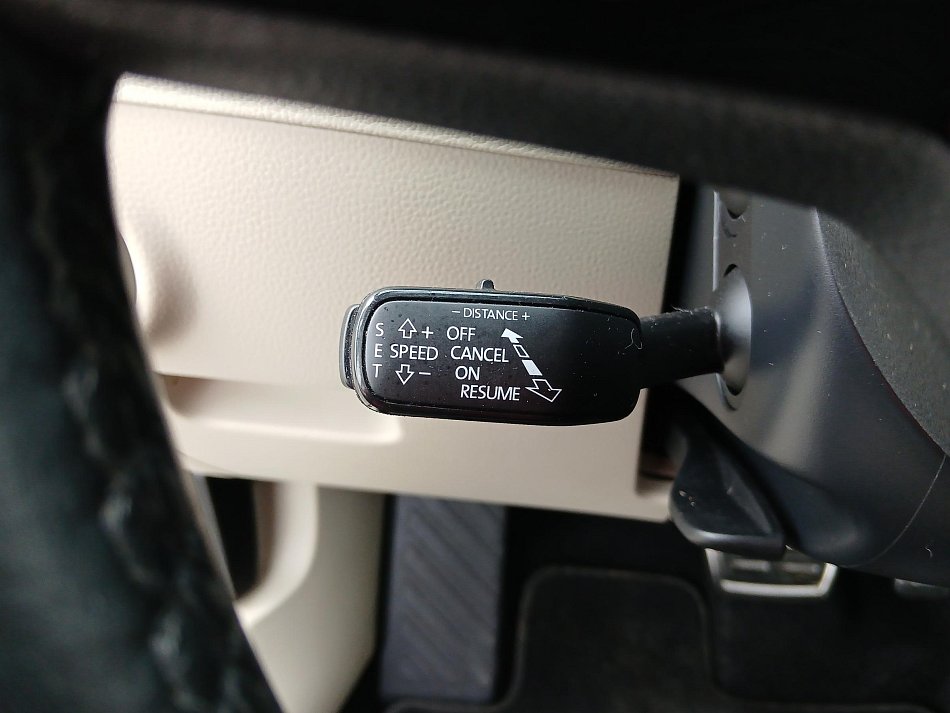 − DISTANCE +
S + OFF
E SPEED CANCEL
T − ON
RESUME